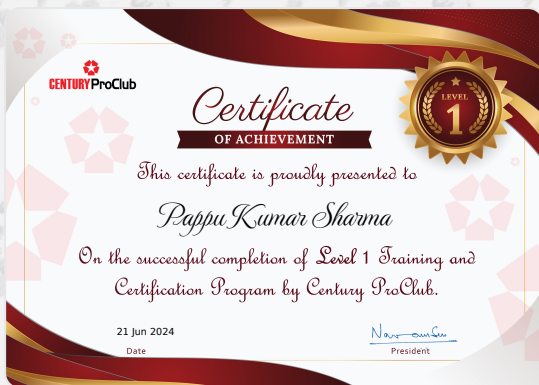 CENTURY ProClub
Certificate
OF ACHIEVEMENT
LEVEL
1
This certificate is proudly presented to
Pappu Kumar Sharma
On the successful completion of Level 1 Training and
Certification Program by Century ProClub.
21 Jun 2024
Date
President